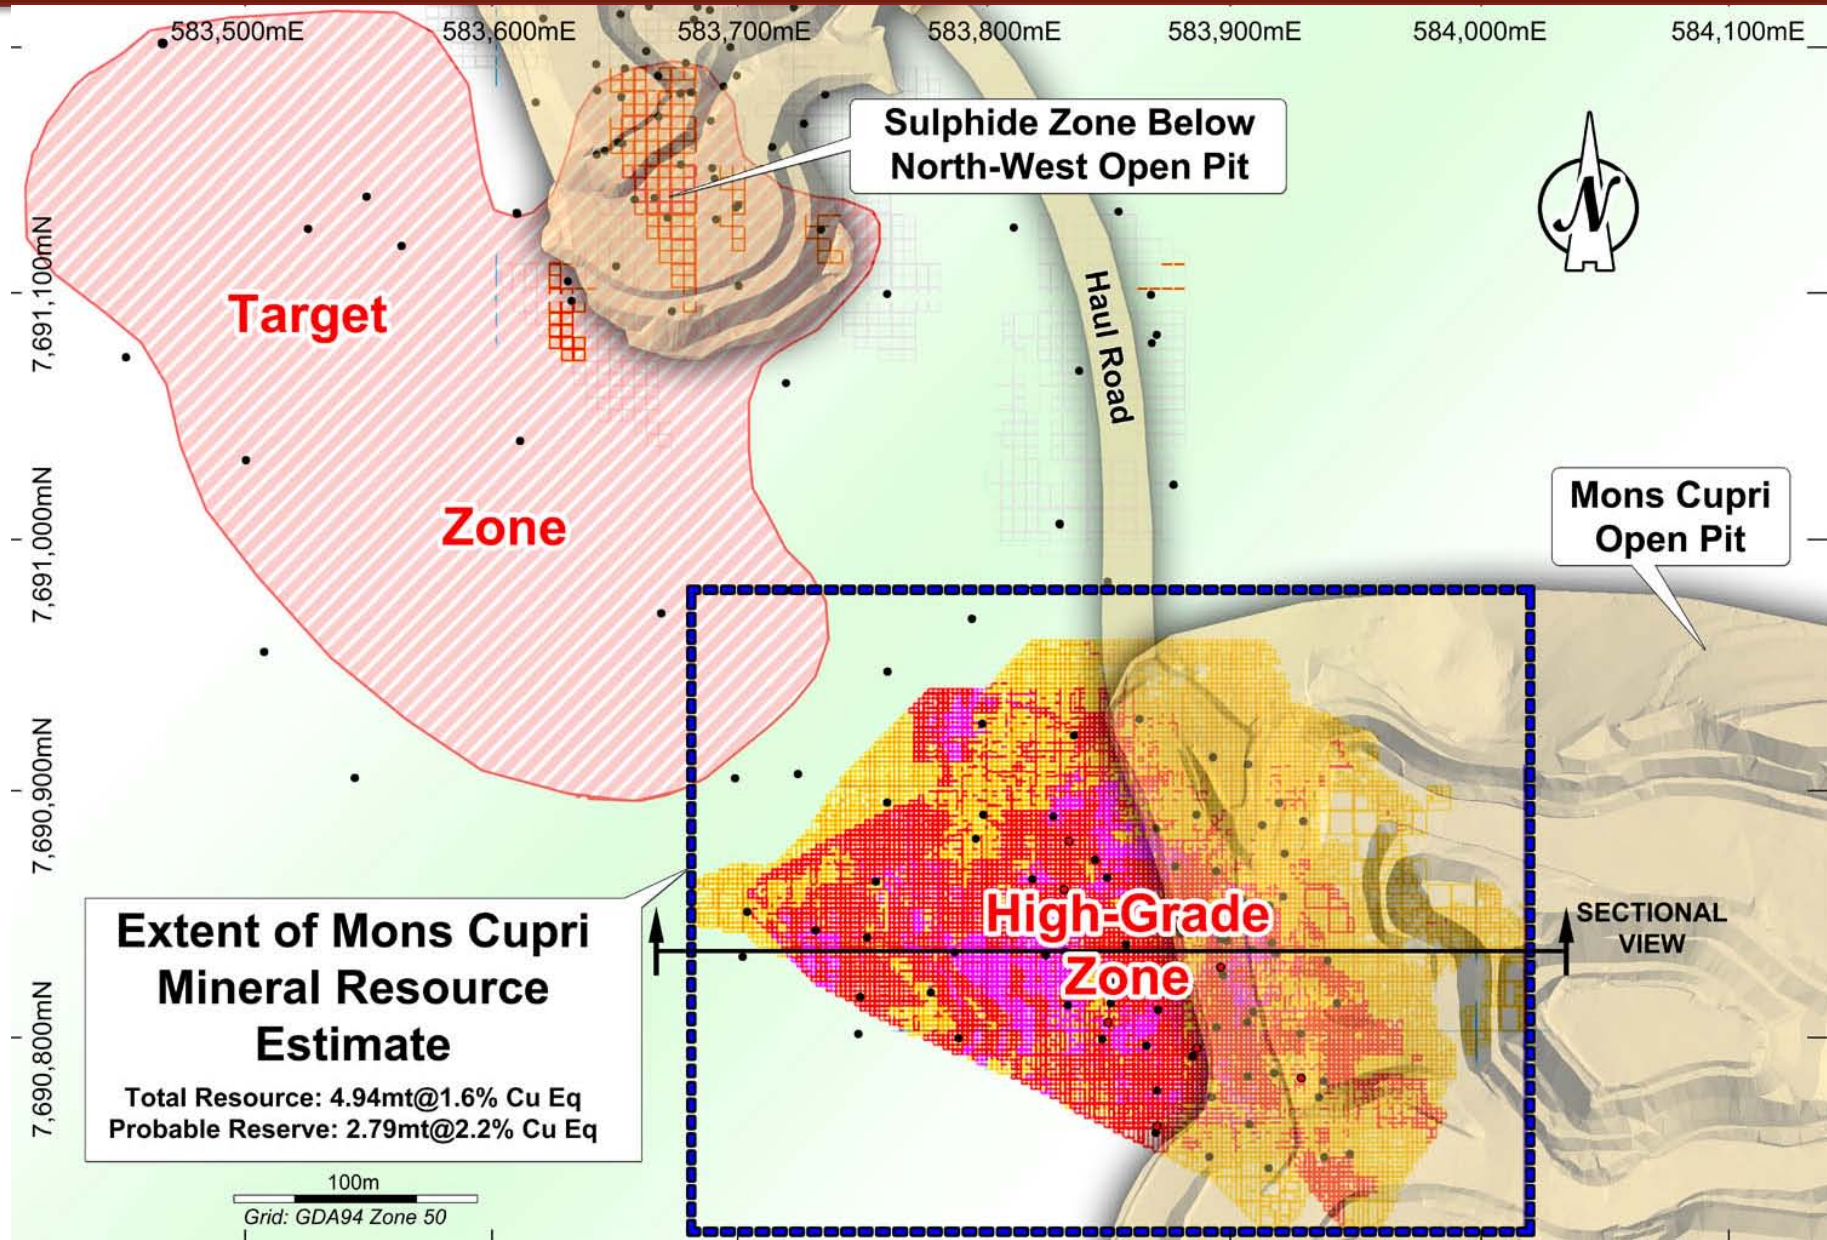 583,500mE
583,600mE
583,700mE
583,800mE
583,900mE
584,000mE
584,100mE
Sulphide Zone Below
North-West Open Pit
N
7,691,100mN
Target
Haul Road
Zone
7,691,000mN
Mons Cupri
Open Pit
7,690,900mN
High-Grade
Zone
SECTIONAL
VIEW
Extent of Mons Cupri
Mineral Resource
Estimate
Total Resource: 4.94mt@1.6% Cu Eq
Probable Reserve: 2.79mt@2.2% Cu Eq
7,690,800mN
100m
Grid: GDA94 Zone 50